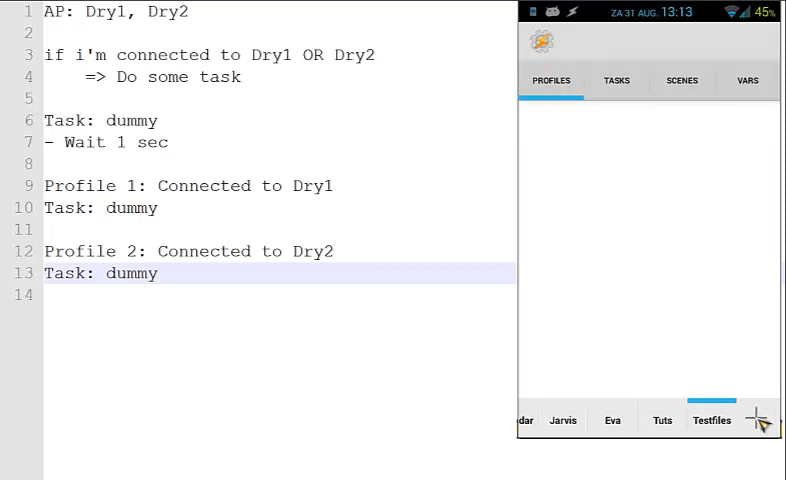 1 AP: Dry1, Dry2
2
3 if i'm connected to Dry1 OR Dry2
4 => Do some task
5
6 Task: dummy
7 - Wait 1 sec
8
9 Profile 1: Connected to Dry1
10 Task: dummy
11
12 Profile 2: Connected to Dry2
13 Task: dummy
14
ZA 31 AUG. 13:13 45%
PROFILES TASKS SCENES VARS
dar Jarvis Eva Tuts Testfiles